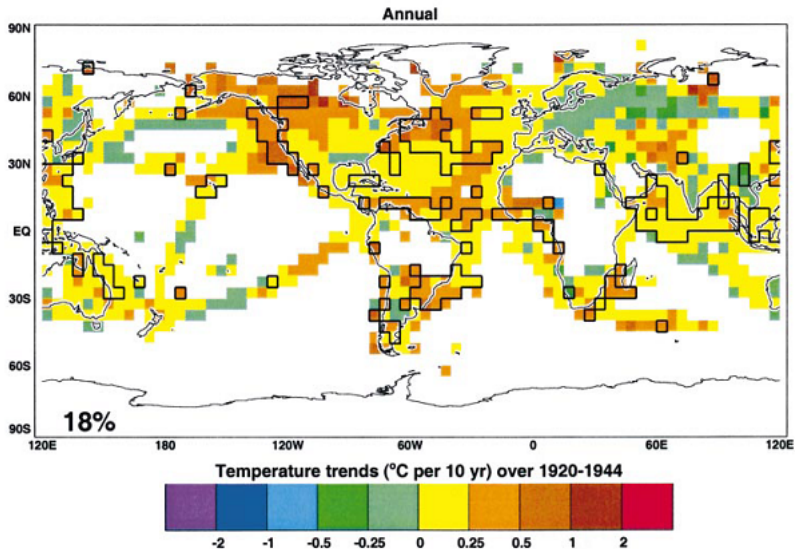 Annual
90N
60N
30N
EQ
30S
60S
90S
18%
120E 180 120W 60W 0 60E 120E
Temperature trends (°C per 10 yr) over 1920-1944
-2 -1 -0.5 -0.25 0 0.25 0.5 1 2